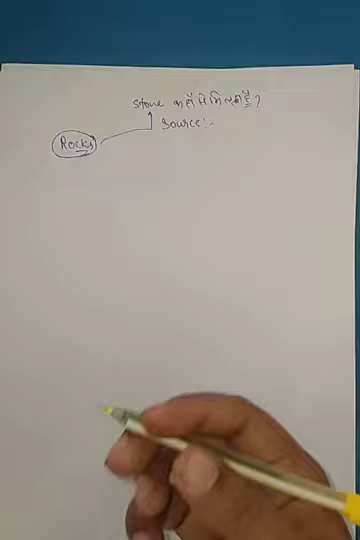 stone कहाँ से मिलता है ?
Source :-
Rocks